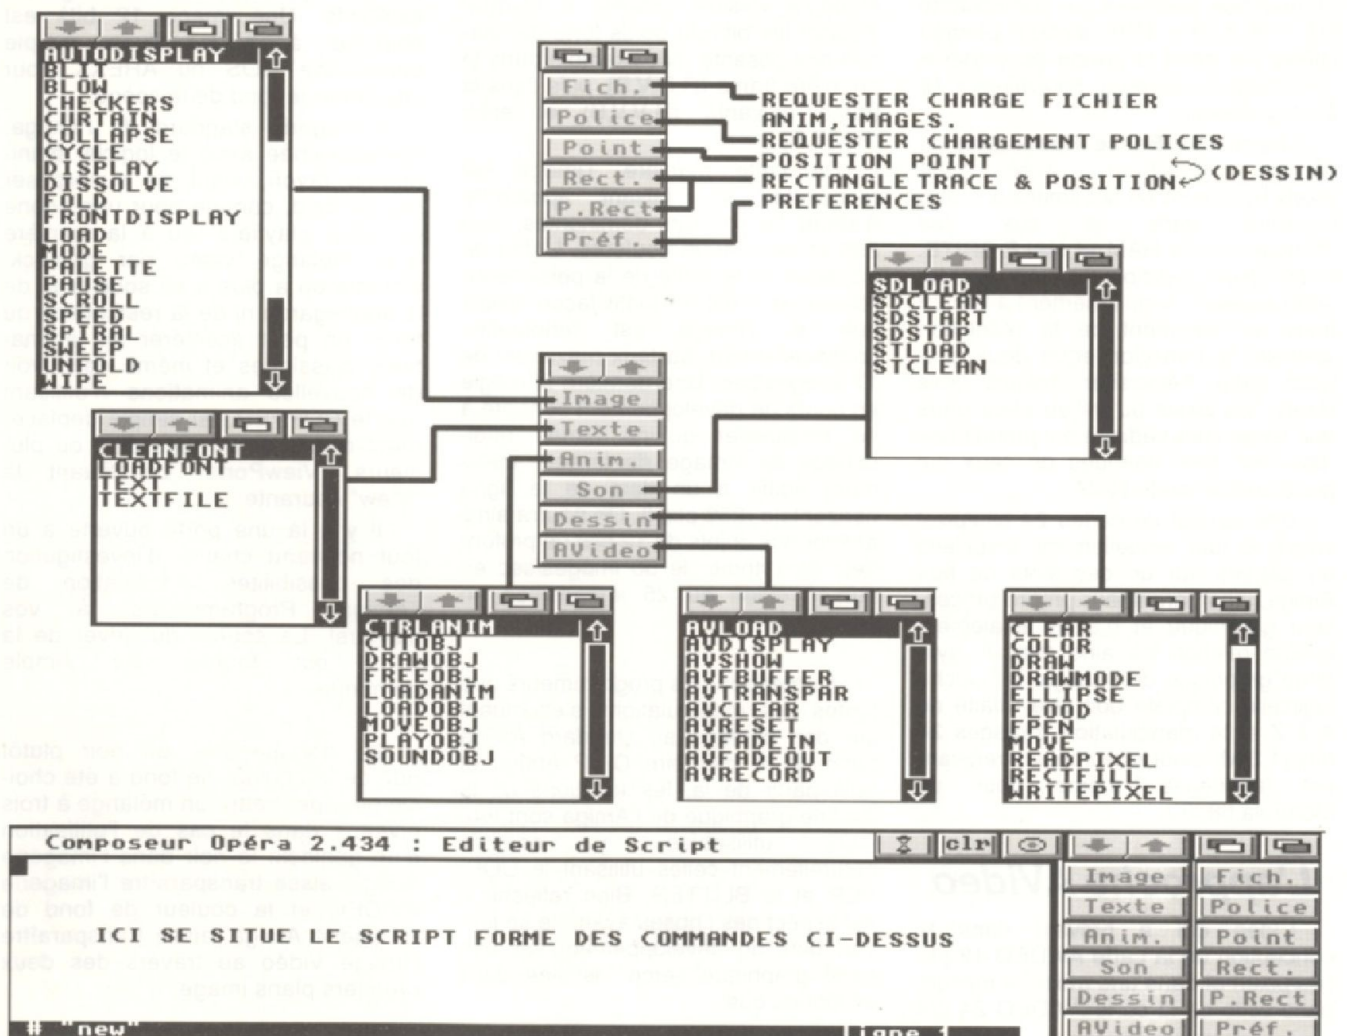 AUTODISPLAY
BLIT
BLOW
CHECKERS
CURTAIN
COLLAPSE
CYCLE
DISPLAY
DISSOLVE
FOLD
FRONTDISPLAY
LOAD
MODE
PALETTE
PAUSE
SCROLL
SPEED
SPIRAL
SWEEP
UNFOLD
WIPE
Fich.
Police
Point
Rect.
P.Rect
Préf.
REQUESTER CHARGE FICHIER
ANIM,IMAGES.
REQUESTER CHARGEMENT POLICES
POSITION POINT
RECTANGLE TRACE & POSITION
(DESSIN)
PREFERENCES
SDLOAD
SDCLEAN
SDSTART
SDSTOP
STLOAD
STCLEAN
Image
Texte
Anim.
Son
Dessin
AVideo
CLEANFONT
LOADFONT
TEXT
TEXTFILE
CTRLANIM
CUTOBJ
DRAWOBJ
FREEOBJ
LOADANIM
LOADOBJ
MOVEOBJ
PLAYOBJ
SOUNDOBJ
AVLOAD
AVDISPLAY
AVSHOW
AVFBUFFER
AVTRANSPAR
AVCLEAR
AVRESET
AVFADEIN
AVFADEOUT
AVRECORD
CLEAR
COLOR
DRAW
DRAWMODE
ELLIPSE
FLOOD
FPEN
MOVE
READPIXEL
RECTFILL
WRITEPIXEL
Composeur Opéra 2.434 : Editeur de Script
clr
ICI SE SITUE LE SCRIPT FORME DES COMMANDES CI-DESSUS
Image Fich.
Texte Police
Anim. Point
Son Rect.
Dessin P.Rect
AVideo Préf.
# "new"
Ligne 1